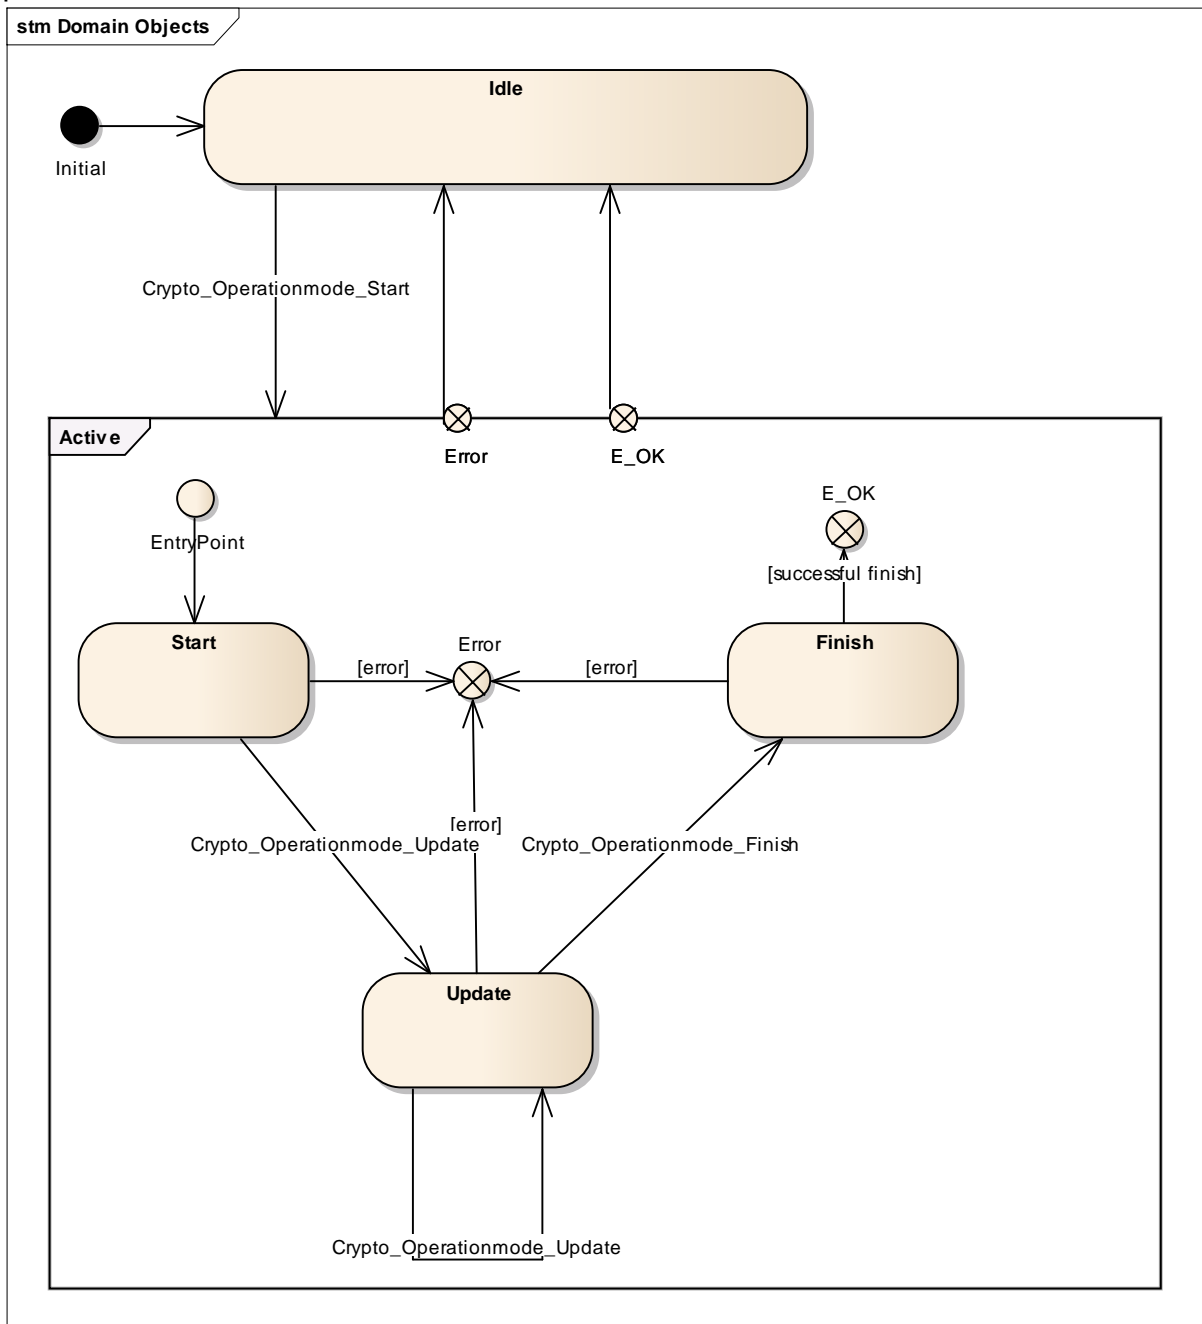 stm Domain Objects
Idle
Initial
Crypto_Operationmode_Start
Active
Error
E_OK
E_OK
EntryPoint
[successful finish]
Start
Error
Finish
[error]
[error]
[error]
Crypto_Operationmode_Update
Crypto_Operationmode_Finish
Update
Crypto_Operationmode_Update